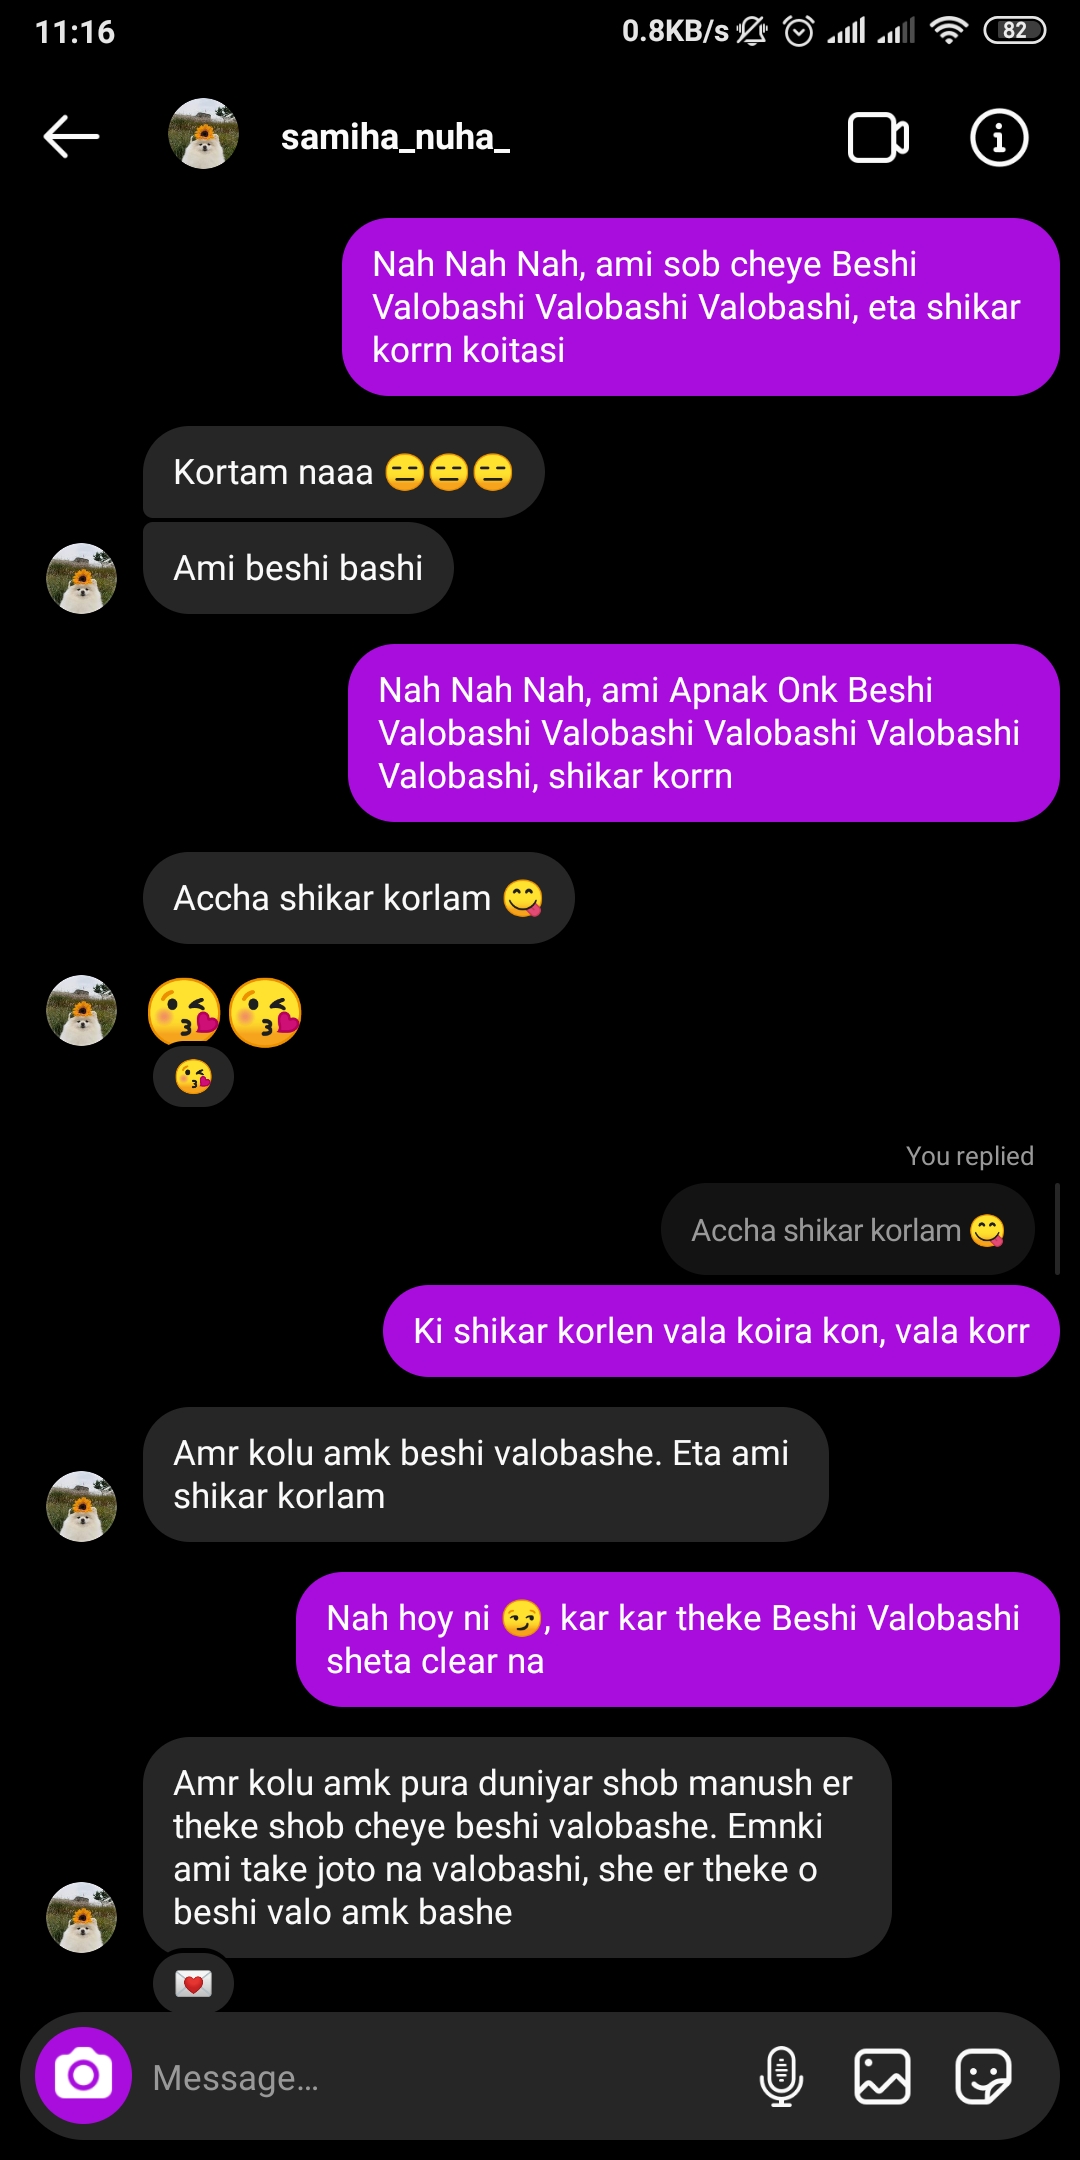 11:16 0.8KB/s 82
samiha_nuha_
Nah Nah Nah, ami sob cheye Beshi
Valobashi Valobashi Valobashi, eta shikar
korrn koitasi
Kortam naaa 😑😑😑
Ami beshi bashi
Nah Nah Nah, ami Apnak Onk Beshi
Valobashi Valobashi Valobashi Valobashi
Valobashi, shikar korrn
Accha shikar korlam 😋
😘😘
😘
You replied
Accha shikar korlam 😋
Ki shikar korlen vala koira kon, vala korr
Amr kolu amk beshi valobashe. Eta ami
shikar korlam
Nah hoy ni 😏, kar kar theke Beshi Valobashi
sheta clear na
Amr kolu amk pura duniyar shob manush er
theke shob cheye beshi valobashe. Emnki
ami take joto na valobashi, she er theke o
beshi valo amk bashe
💌
Message...